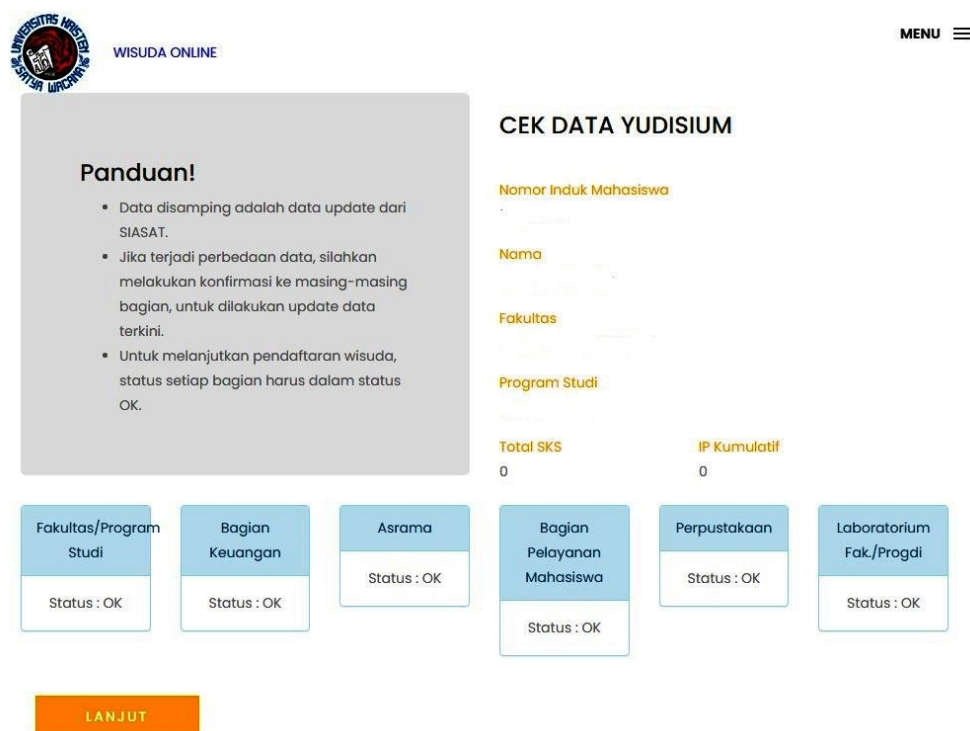 UNIVERSITAS KRISTEN
SATYA WACANA
WISUDA ONLINE
MENU
Panduan!
Data disamping adalah data update dari
SIASAT.
Jika terjadi perbedaan data, silahkan
melakukan konfirmasi ke masing-masing
bagian, untuk dilakukan update data
terkini.
Untuk melanjutkan pendaftaran wisuda,
status setiap bagian harus dalam status
OK.
CEK DATA YUDISIUM
Nomor Induk Mahasiswa
Nama
Fakultas
Program Studi
Total SKS IP Kumulatif
0 0
Fakultas/Program
Studi
Status : OK
Bagian
Keuangan
Status : OK
Asrama
Status : OK
Bagian
Pelayanan
Mahasiswa
Status : OK
Perpustakaan
Status : OK
Laboratorium
Fak./Progdi
Status : OK
LANJUT